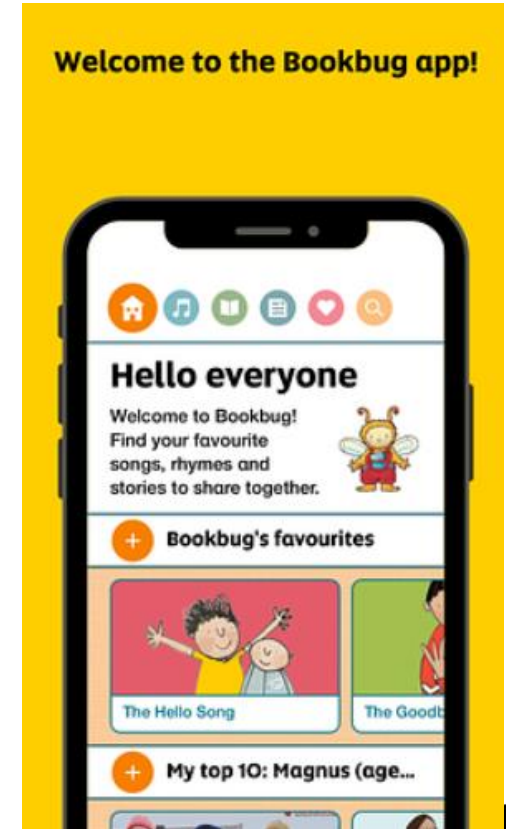 Welcome to the Bookbug app!
Hello everyone
Welcome to Bookbug!
Find your favourite
songs, rhymes and
stories to share together.
Bookbug's favourites
The Hello Song
The Goodb
My top 10: Magnus (age...